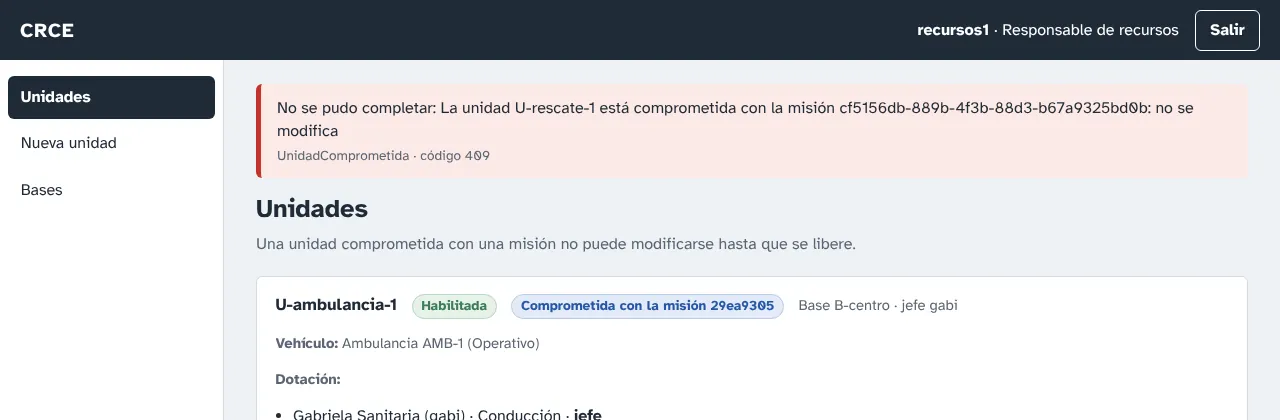 CRCE
recursos1 · Responsable de recursos
Salir
Unidades
Nueva unidad
Bases
No se pudo completar: La unidad U-rescate-1 está comprometida con la misión cf5156db-889b-4f3b-88d3-b67a9325bd0b: no se
modifica
UnidadComprometida · código 409
Unidades
Una unidad comprometida con una misión no puede modificarse hasta que se libere.
U-ambulancia-1 Habilitada Comprometida con la misión 29ea9305 Base B-centro · jefe gabi
Vehículo: Ambulancia AMB-1 (Operativo)
Dotación:
• Gabriela Sanitaria (gabi) · Conducción · jefe